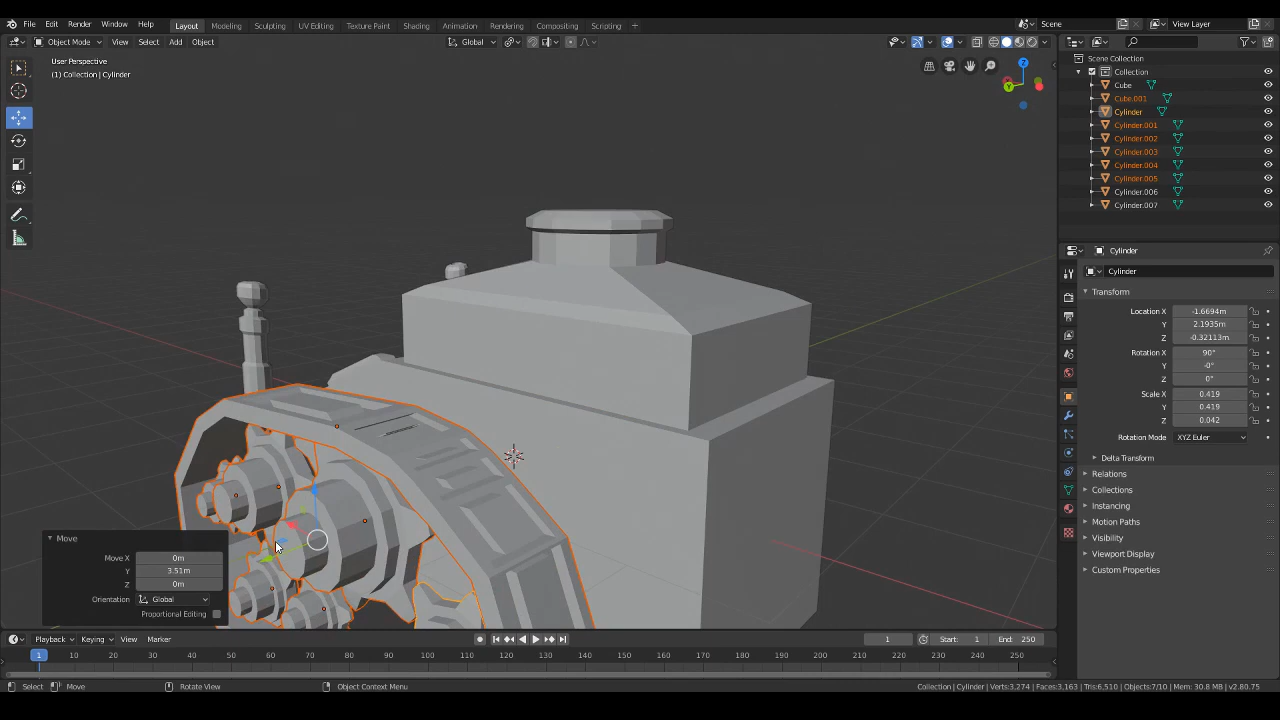 File Edit Render Window Help
Layout Modeling Sculpting UV Editing Texture Paint Shading Animation Rendering Compositing Scripting +
Scene
View Layer
Object Mode View Select Add Object
Global
User Perspective
(1) Collection | Cylinder
Z
Y
Scene Collection
Collection
Cube
Cube.001
Cylinder
Cylinder.001
Cylinder.002
Cylinder.003
Cylinder.004
Cylinder.005
Cylinder.006
Cylinder.007
Cylinder
Cylinder
Transform
Location X -1.6694m
Y 2.1935m
Z -0.32113m
Rotation X 90°
Y -0°
Z 0°
Scale X 0.419
Y 0.419
Z 0.042
Rotation Mode XYZ Euler
Delta Transform
Relations
Collections
Instancing
Motion Paths
Visibility
Viewport Display
Custom Properties
Move
Move X 0m
Y 3.51m
Z 0m
Orientation Global
Proportional Editing
Playback Keying View Marker
1 Start: 1 End: 250
1 10 20 30 40 50 60 70 80 90 100 110 120 130 140 150 160 170 180 190 200 210 220 230 240 250
Select Move Rotate View Object Context Menu
Collection | Cylinder | Verts:3,274 | Faces:3,163 | Tris:6,510 | Objects:7/10 | Mem: 30.8 MB | v2.80.75